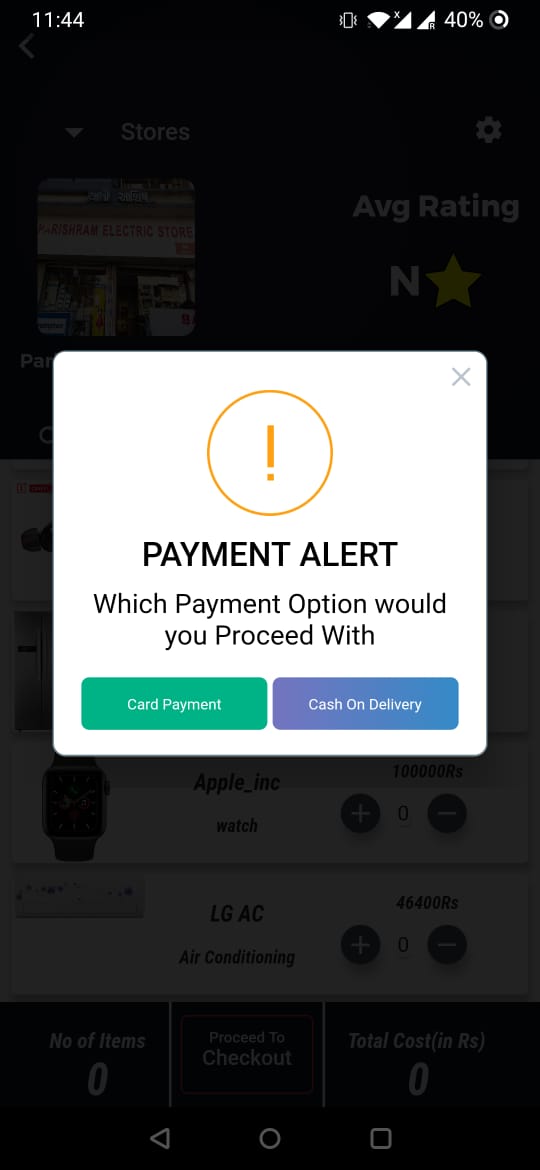 11:44
40%
Stores
Avg Rating
PARISHRAM ELECTRIC STORE
N
Par
PAYMENT ALERT
Which Payment Option would
you Proceed With
Card Payment
Cash On Delivery
100000Rs
Apple_inc
0
watch
46400Rs
LG AC
0
Air Conditioning
No of Items
0
Proceed To
Checkout
Total Cost(in Rs)
0